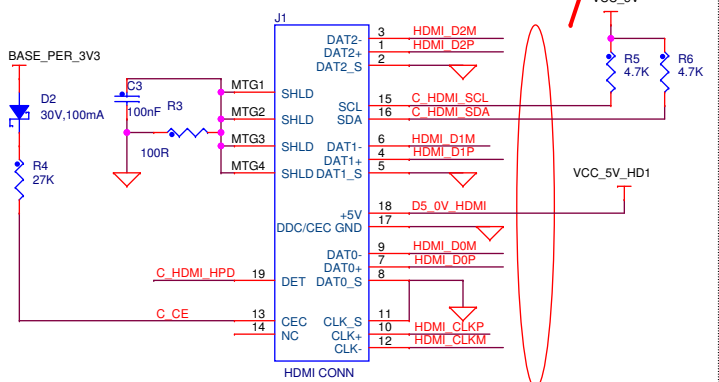 J1
BASE_PER_3V3
D2
30V,100mA
R4
27K
C3
100nF
R3
100R
MTG1
MTG2
MTG3
MTG4
SHLD
SHLD
SHLD
SHLD
DAT2- 3 HDMI_D2M
DAT2+ 1 HDMI_D2P
DAT2_S 2
SCL 15 C_HDMI_SCL
SDA 16 C_HDMI_SDA
DAT1- 6 HDMI_D1M
DAT1+ 4 HDMI_D1P
DAT1_S 5
+5V 18 D5_0V_HDMI
DDC/CEC GND 17
DAT0- 9 HDMI_D0M
DAT0+ 7 HDMI_D0P
DAT0_S 8
C_HDMI_HPD 19 DET
C_CE 13 CEC
14 NC
CLK_S 11
CLK+ 10 HDMI_CLKP
CLK- 12 HDMI_CLKM
HDMI CONN
R5
4.7K
R6
4.7K
VCC_5V_HD1